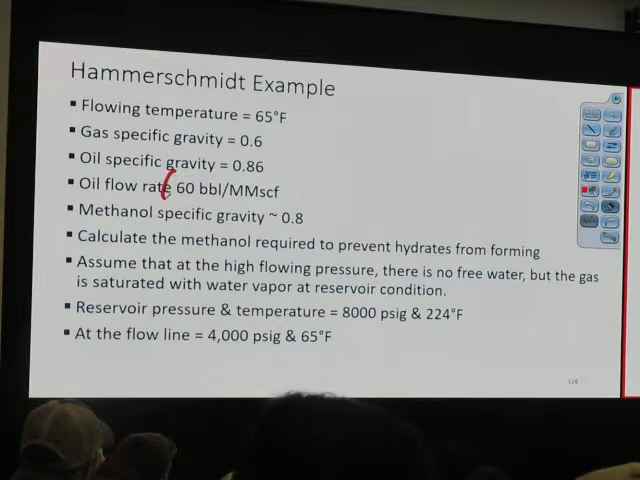 Hammerschmidt Example
▪ Flowing temperature = 65°F
▪ Gas specific gravity = 0.6
▪ Oil specific gravity = 0.86
▪ Oil flow rate 60 bbl/MMscf
▪ Methanol specific gravity ~ 0.8
▪ Calculate the methanol required to prevent hydrates from forming
▪ Assume that at the high flowing pressure, there is no free water, but the gas
is saturated with water vapor at reservoir condition.
▪ Reservoir pressure & temperature = 8000 psig & 224°F
▪ At the flow line = 4,000 psig & 65°F
128